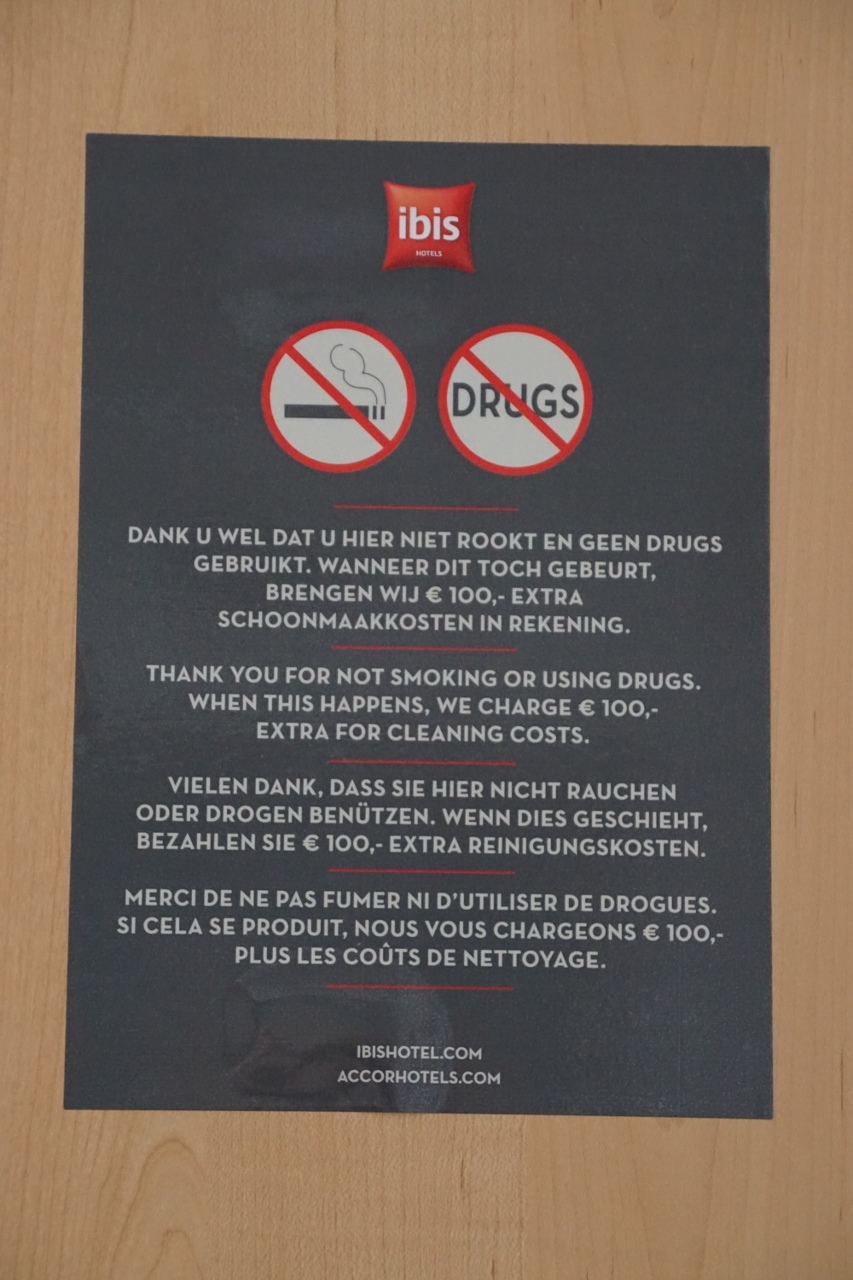 ibis
HOTELS
DRUGS
DANK U WEL DAT U HIER NIET ROOKT EN GEEN DRUGS
GEBRUIKT. WANNEER DIT TOCH GEBEURT,
BRENGEN WIJ € 100,- EXTRA
SCHOONMAAKKOSTEN IN REKENING.
THANK YOU FOR NOT SMOKING OR USING DRUGS.
WHEN THIS HAPPENS, WE CHARGE € 100,-
EXTRA FOR CLEANING COSTS.
VIELEN DANK, DASS SIE HIER NICHT RAUCHEN
ODER DROGEN BENÜTZEN. WENN DIES GESCHIEHT,
BEZAHLEN SIE € 100,- EXTRA REINIGUNGSKOSTEN.
MERCI DE NE PAS FUMER NI D'UTILISER DE DROGUES.
SI CELA SE PRODUIT, NOUS VOUS CHARGEONS € 100,-
PLUS LES COÛTS DE NETTOYAGE.
IBISHOTEL.COM
ACCORHOTELS.COM